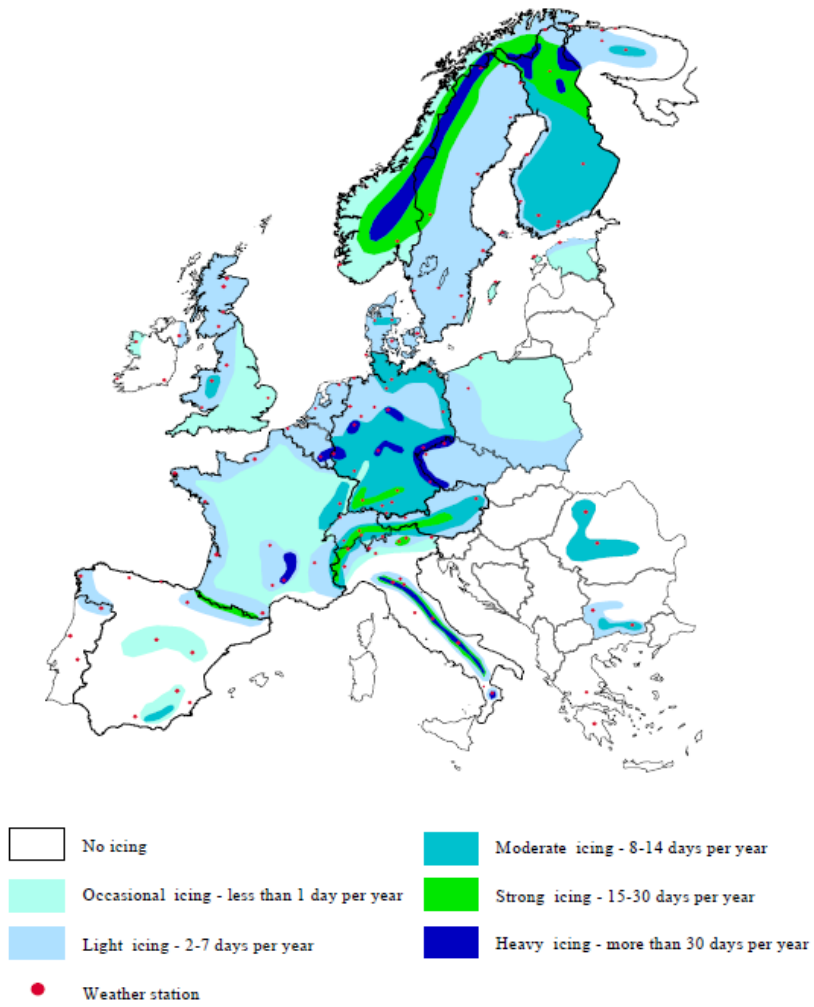 No icing
Occasional icing - less than 1 day per year
Light icing - 2-7 days per year
Weather station
Moderate icing - 8-14 days per year
Strong icing - 15-30 days per year
Heavy icing - more than 30 days per year